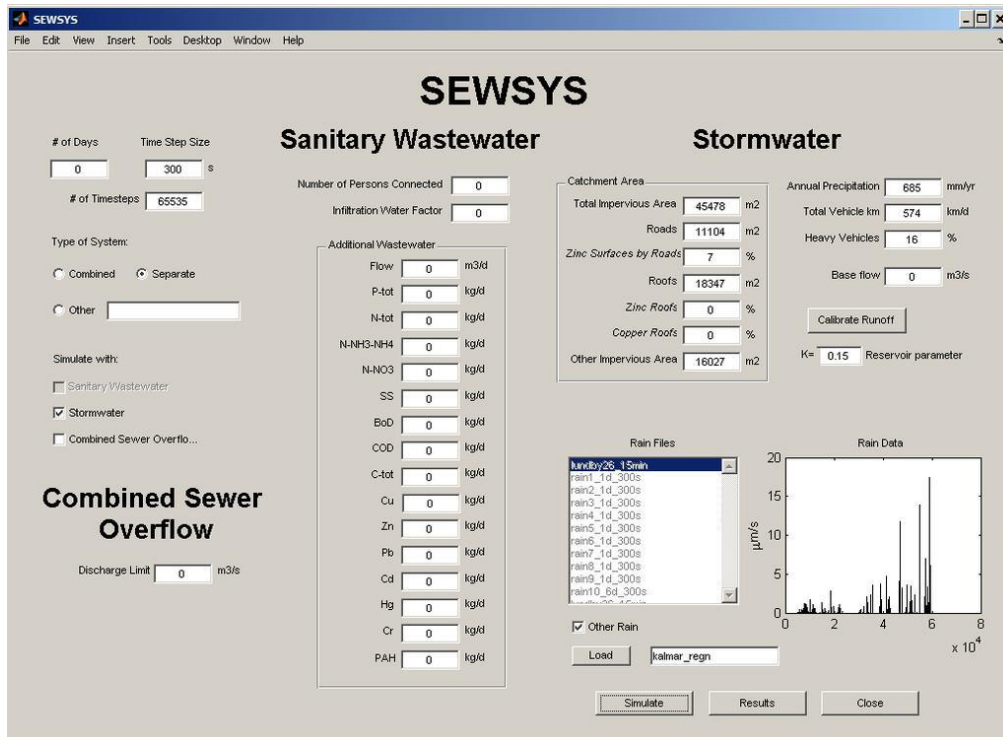 SEWSYS
File Edit View Insert Tools Desktop Window Help
SEWSYS
# of Days Time Step Size
0 300 s
# of Timesteps 65535
Type of System:
Combined Separate
Other
Simulate with:
Sanitary Wastewater
Stormwater
Combined Sewer Overflo...
Combined Sewer
Overflow
Discharge Limit 0 m3/s
Sanitary Wastewater
Number of Persons Connected 0
Infiltration Water Factor 0
Additional Wastewater
Flow 0 m3/d
P-tot 0 kg/d
N-tot 0 kg/d
N-NH3-NH4 0 kg/d
N-NO3 0 kg/d
SS 0 kg/d
BoD 0 kg/d
COD 0 kg/d
C-tot 0 kg/d
Cu 0 kg/d
Zn 0 kg/d
Pb 0 kg/d
Cd 0 kg/d
Hg 0 kg/d
Cr 0 kg/d
PAH 0 kg/d
Stormwater
Catchment Area
Total Impervious Area 45478 m2
Roads 11104 m2
Zinc Surfaces by Roads 7 %
Roofs 18347 m2
Zinc Roofs 0 %
Copper Roofs 0 %
Other Impervious Area 16027 m2
Annual Precipitation 685 mm/yr
Total Vehicle km 574 km/d
Heavy Vehicles 16 %
Base flow 0 m3/s
Calibrate Runoff
K= 0.15 Reservoir parameter
Rain Files
lundby26_15min
rain1_1d_300s
rain2_1d_300s
rain3_1d_300s
rain4_1d_300s
rain5_1d_300s
rain6_1d_300s
rain7_1d_300s
rain8_1d_300s
rain9_1d_300s
rain10_6d_300s
Other Rain
Load kalmar_regn
Rain Data
20
15
10
5
0
µm/s
0 2 4 6 8
x 10^4
Simulate Results Close